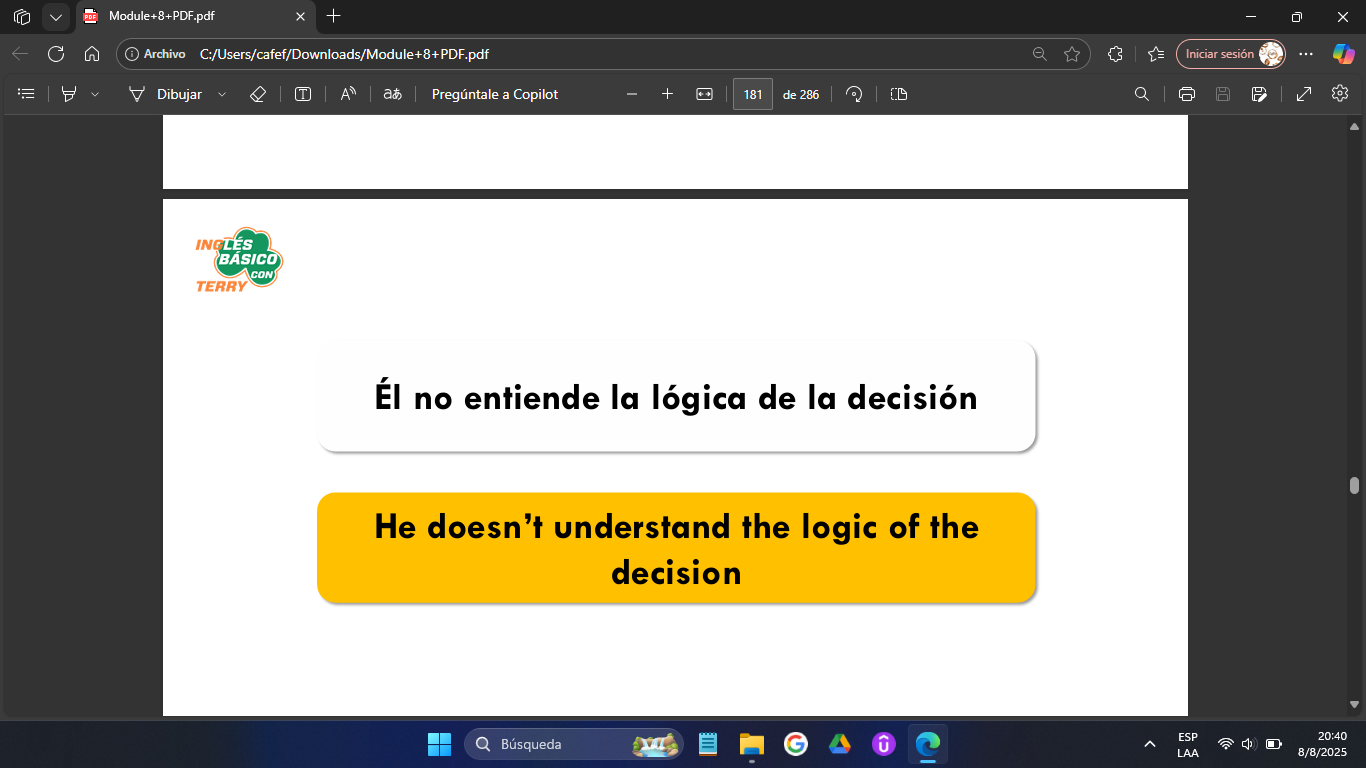 Module+8+PDF.pdf
Archivo C:/Users/cafef/Downloads/Module+8+PDF.pdf Iniciar sesión
Dibujar Pregúntale a Copilot 181 de 286
INGLÉS
BÁSICO
CON
TERRY
Él no entiende la lógica de la decisión
He doesn’t understand the logic of the
decision
Búsqueda
ESP
LAA
20:40
8/8/2025